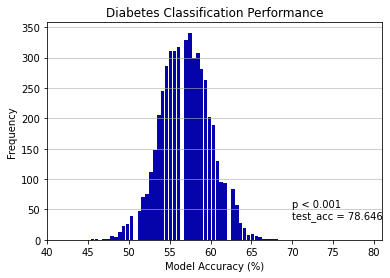 Diabetes Classification Performance
350
300
250
200
150
100
50
0
Frequency
p < 0.001
test_acc = 78.646
40 45 50 55 60 65 70 75 80
Model Accuracy (%)